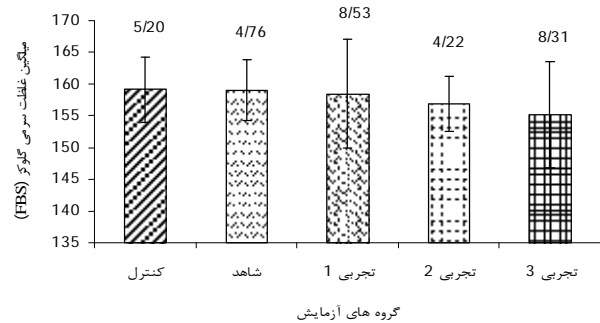 میانگین غلظت سرمی گلوکز (FBS)
170
165
160
155
150
145
140
135
5/20
4/76
8/53
4/22
8/31
کنترل
شاهد
تجربی 1
تجربی 2
تجربی 3
گروه های آزمایش